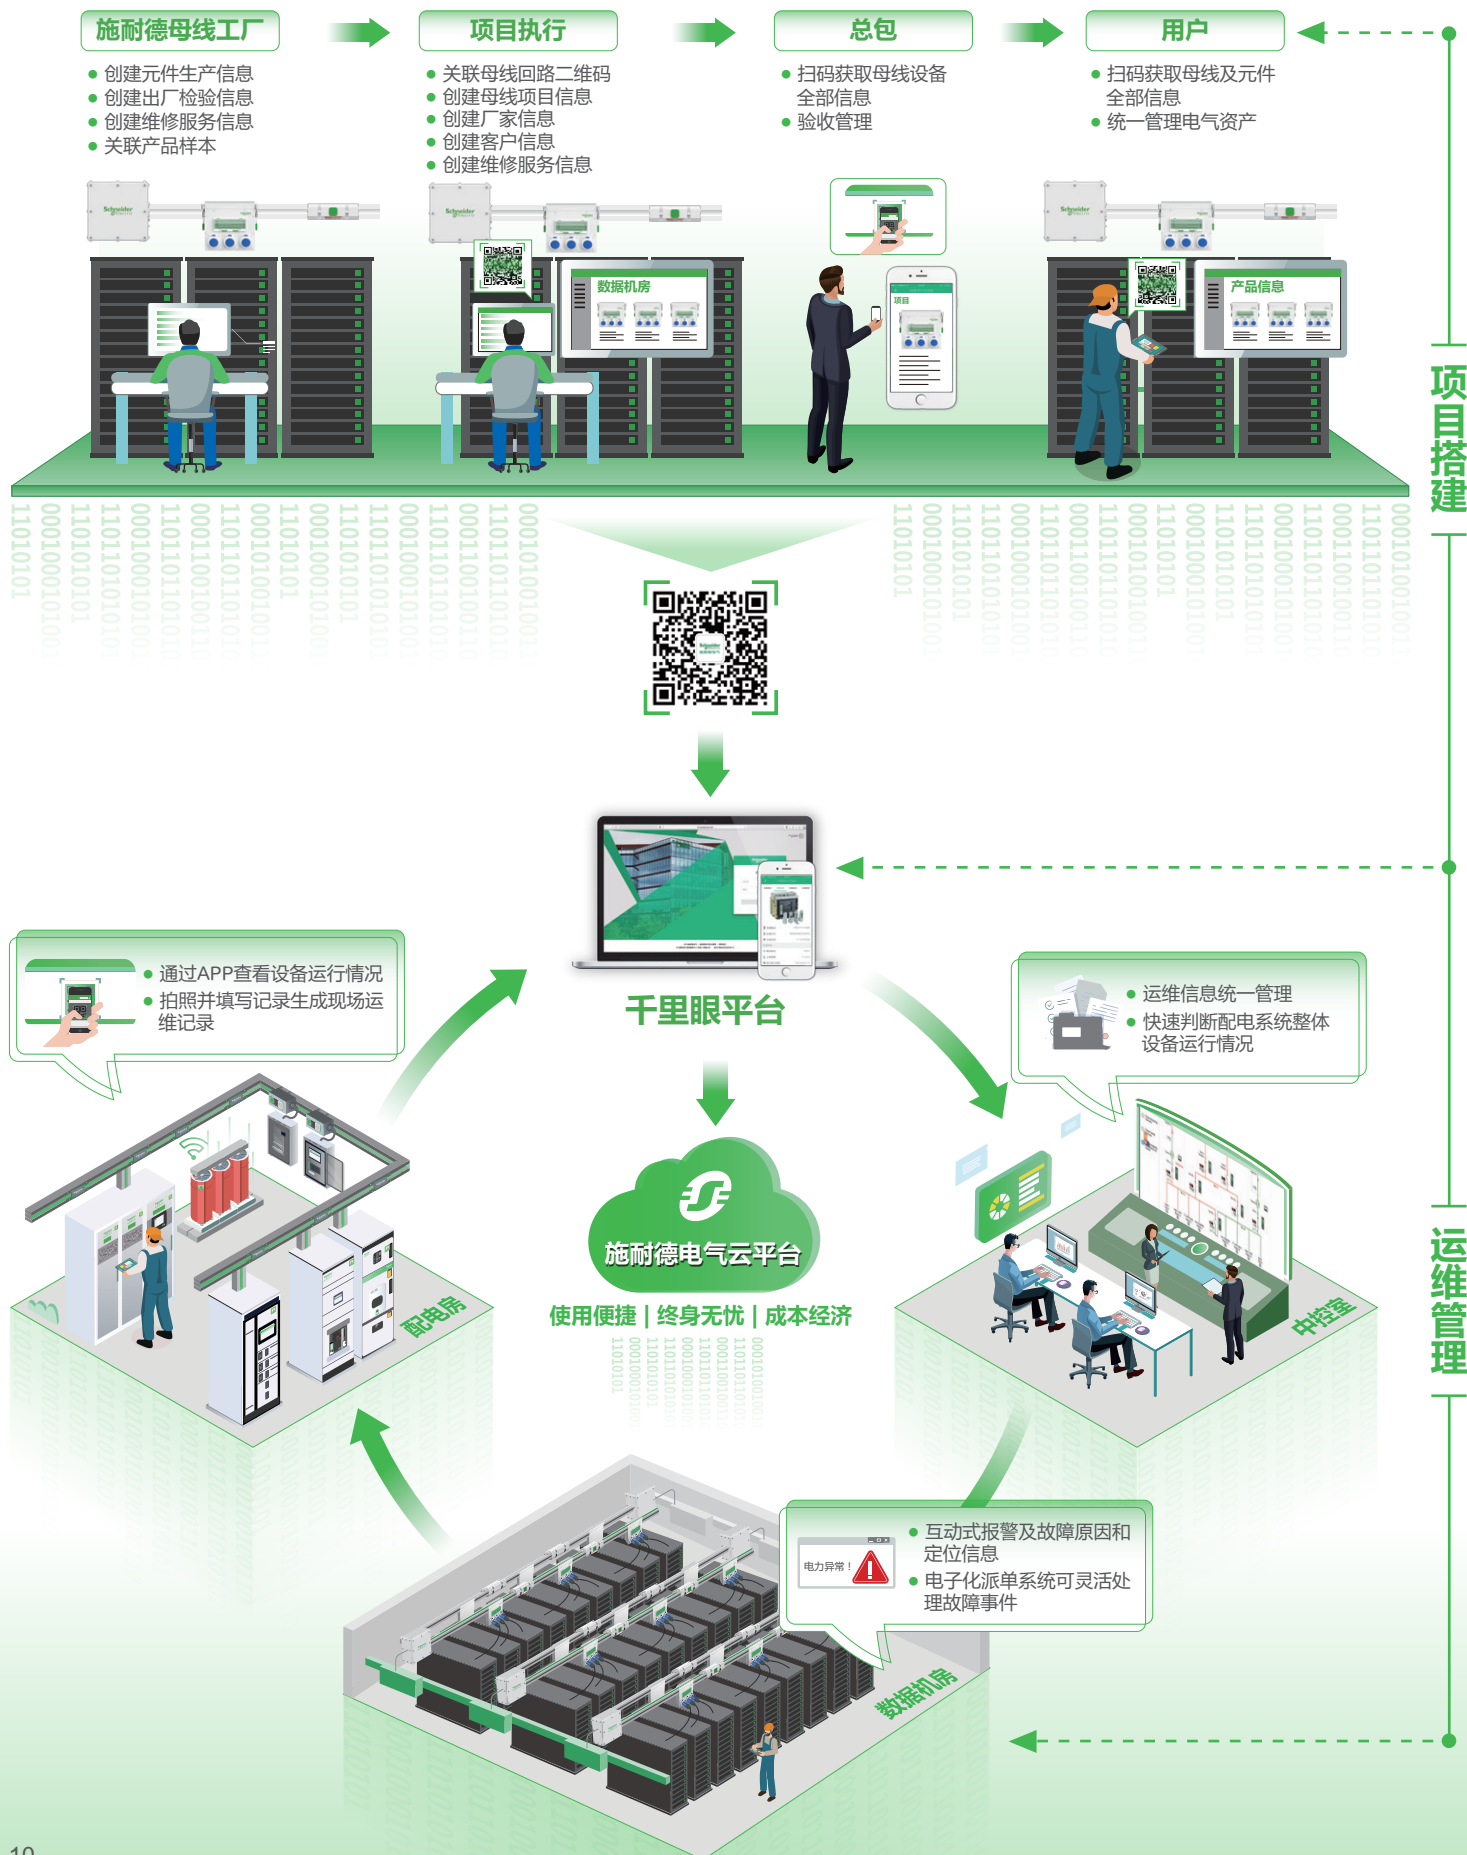 施耐德母线工厂
创建元件生产信息
创建出厂检验信息
创建维修服务信息
关联产品样本
项目执行
关联母线回路二维码
创建母线项目信息
创建厂家信息
创建客户信息
创建维修服务信息
总包
扫码获取母线设备
全部信息
验收管理
用户
扫码获取母线及元件
全部信息
统一管理电气资产
Schneider
Schneider
Schneider
数据机房
项目
产品信息
项目搭建
千里眼平台
通过APP查看设备运行情况
拍照并填写记录生成现场运
维记录
运维信息统一管理
快速判断配电系统整体
设备运行情况
施耐德电气云平台
使用便捷 | 终身无忧 | 成本经济
配电房
中控室
运维管理
电力异常！
互动式报警及故障原因和
定位信息
电子化派单系统可灵活处
理故障事件
数据机房
10